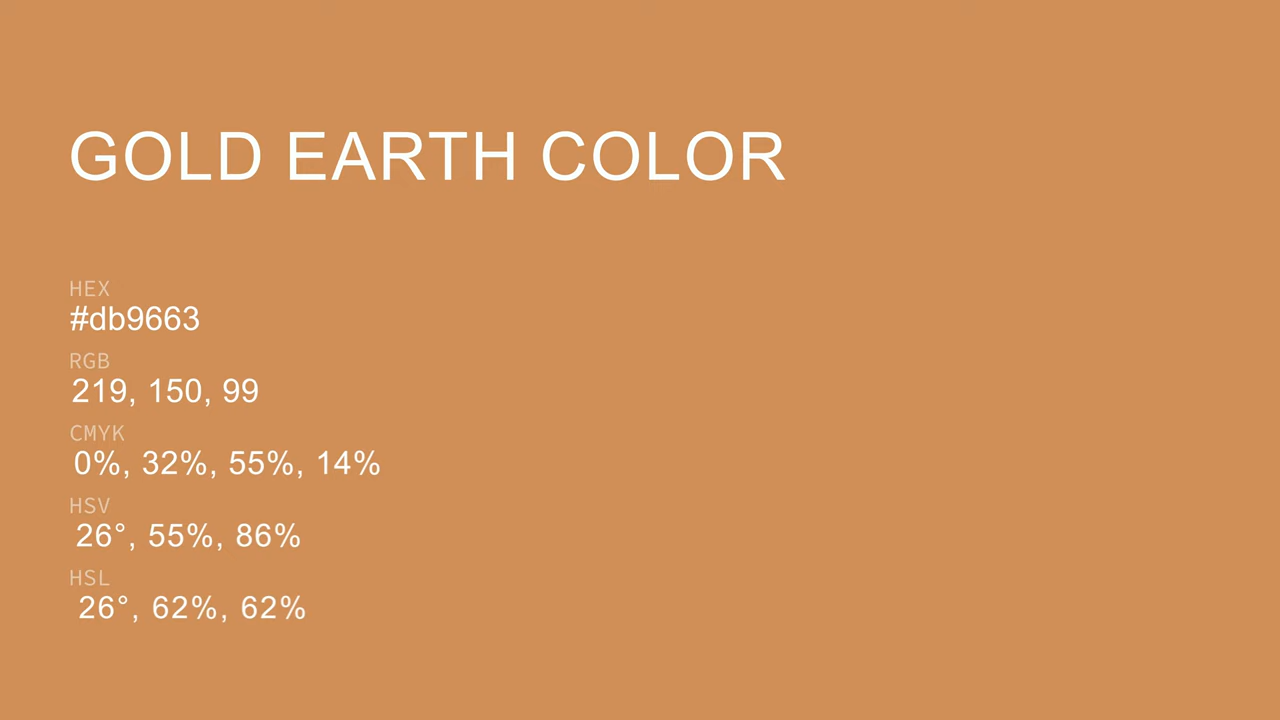 GOLD EARTH COLOR
HEX
#db9663
RGB
219, 150, 99
CMYK
0%, 32%, 55%, 14%
HSV
26°, 55%, 86%
HSL
26°, 62%, 62%